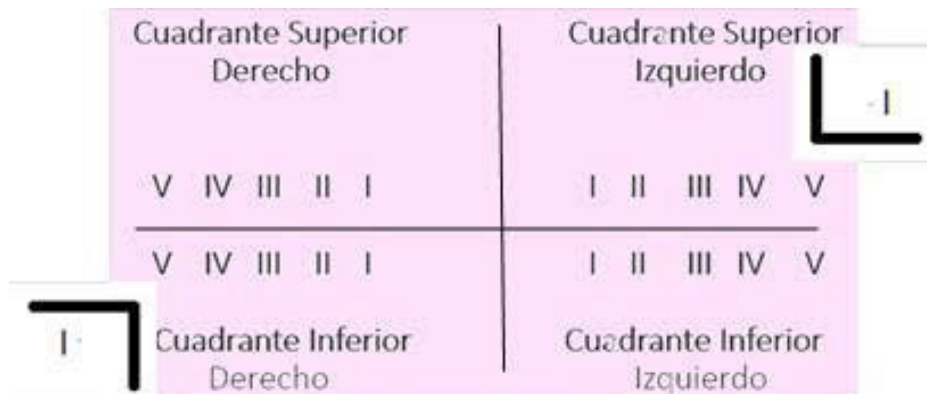 Cuadrante Superior
Derecho
Cuadrante Superior
Izquierdo
I
V IV III II I
I II III IV V
V IV III II I
I II III IV V
I
Cuadrante Inferior
Derecho
Cuadrante Inferior
Izquierdo